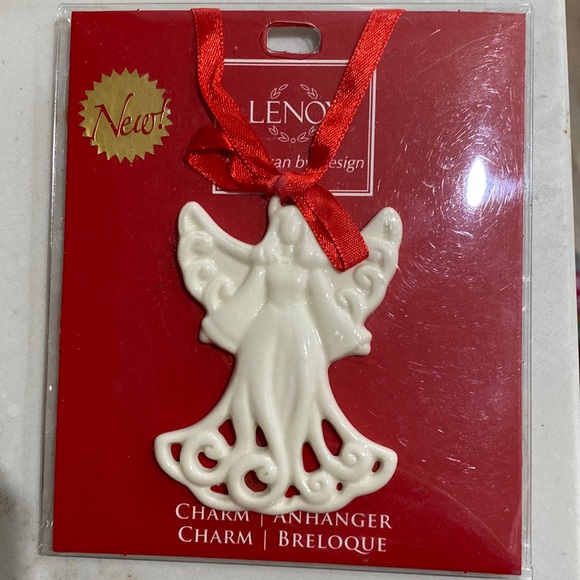 New!
LENOX
by design
CHARM | ANHANGER
CHARM | BRELOQUE